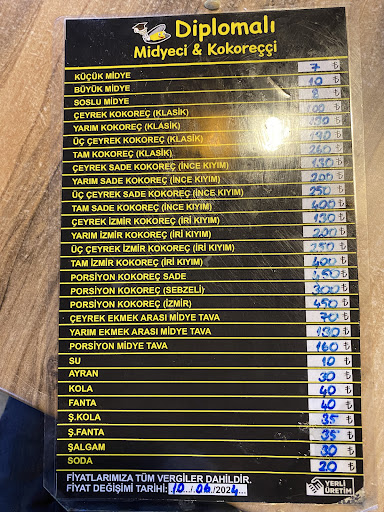 Diplomalı
Midyeci & Kokoreççi
KÜÇÜK MİDYE 7 ₺
BÜYÜK MİDYE 10 ₺
SOSLU MİDYE 8 ₺
ÇEYREK KOKOREÇ (KLASİK) 100 ₺
YARIM KOKOREÇ (KLASİK) ₺
ÜÇ ÇEYREK KOKOREÇ (KLASİK) 190 ₺
TAM KOKOREÇ (KLASİK) 260 ₺
ÇEYREK SADE KOKOREÇ (İNCE KIYIM) 130 ₺
YARIM SADE KOKOREÇ (İNCE KIYIM) 200 ₺
ÜÇ ÇEYREK SADE KOKOREÇ (İNCE KIYIM) 250 ₺
TAM SADE KOKOREÇ (İNCE KIYIM) 400 ₺
ÇEYREK İZMİR KOKOREÇ (İRİ KIYIM) 130 ₺
YARIM İZMİR KOKOREÇ (İRİ KIYIM) 200 ₺
ÜÇ ÇEYREK İZMİR KOKOREÇ (İRİ KIYIM) 250 ₺
TAM İZMİR KOKOREÇ (İRİ KIYIM) 400 ₺
PORSİYON KOKOREÇ SADE 450 ₺
PORSİYON KOKOREÇ (SEBZELİ) 300 ₺
PORSİYON KOKOREÇ (İZMİR) 450 ₺
ÇEYREK EKMEK ARASI MİDYE TAVA 70 ₺
YARIM EKMEK ARASI MİDYE TAVA 130 ₺
PORSİYON MİDYE TAVA 160 ₺
SU 10 ₺
AYRAN 30 ₺
KOLA 40 ₺
FANTA 40 ₺
Ş.KOLA 35 ₺
Ş.FANTA 35 ₺
ŞALGAM 30 ₺
SODA 20 ₺
FİYATLARIMIZA TÜM VERGİLER DAHİLDİR.
FİYAT DEĞİŞİMİ TARİHİ: 10../.06./2024...
YERLİ
ÜRETİM